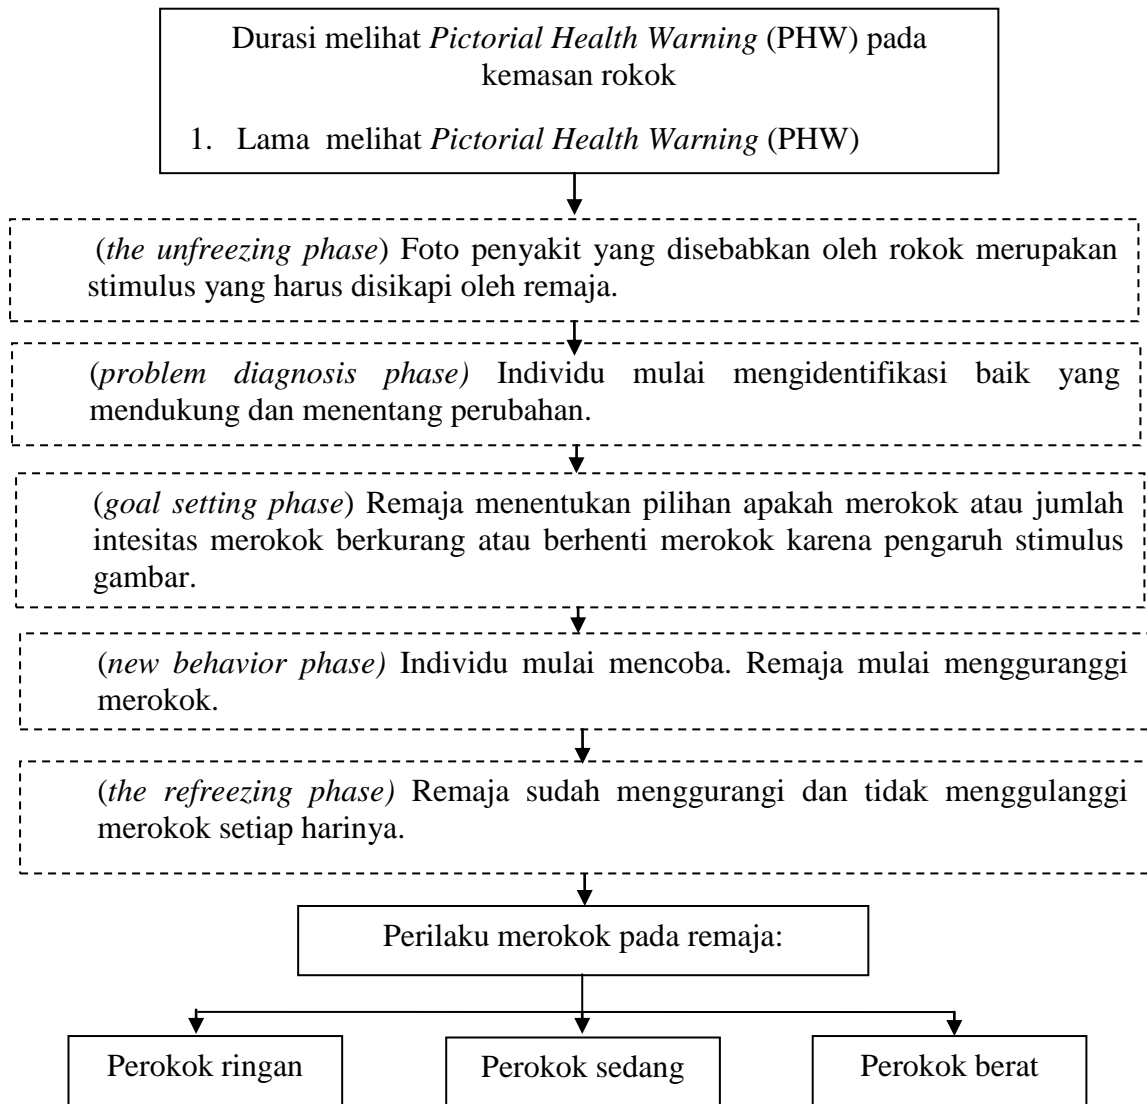 Durasi melihat Pictorial Health Warning (PHW) pada
kemasan rokok
1. Lama melihat Pictorial Health Warning (PHW)
(the unfreezing phase) Foto penyakit yang disebabkan oleh rokok merupakan
stimulus yang harus disikapi oleh remaja.
(problem diagnosis phase) Individu mulai mengidentifikasi baik yang
mendukung dan menentang perubahan.
(goal setting phase) Remaja menentukan pilihan apakah merokok atau jumlah
intesitas merokok berkurang atau berhenti merokok karena pengaruh stimulus
gambar.
(new behavior phase) Individu mulai mencoba. Remaja mulai mengguranggi
merokok.
(the refreezing phase) Remaja sudah menggurangi dan tidak menggulanggi
merokok setiap harinya.
Perilaku merokok pada remaja:
Perokok ringan
Perokok sedang
Perokok berat